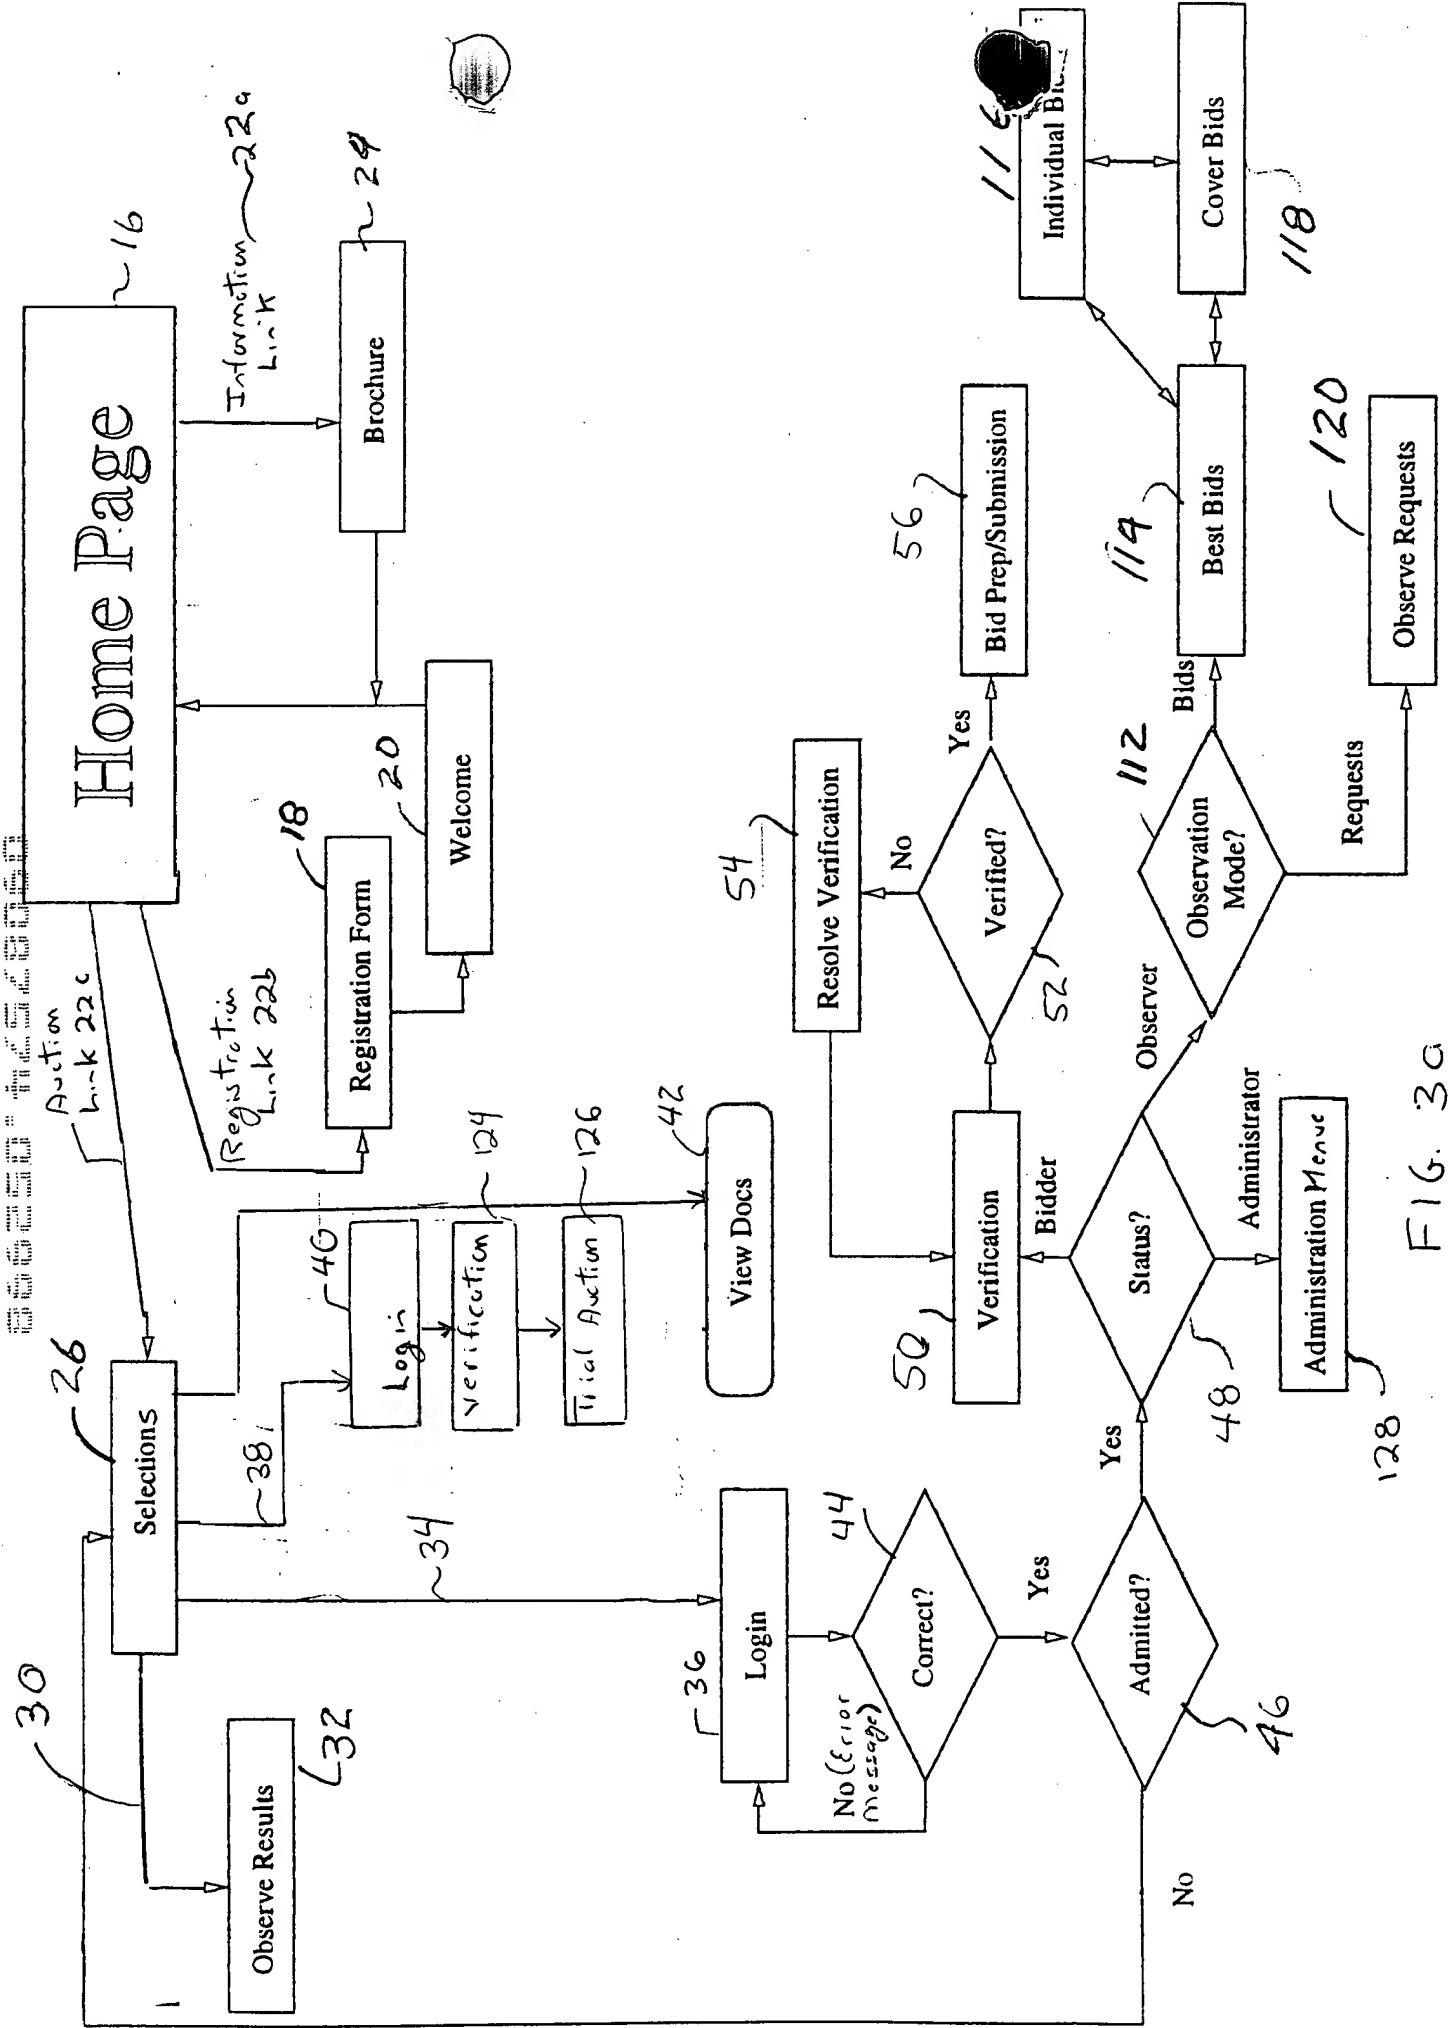 Home Page
16
Information 22a
Link
Brochure
24
Auction
Link 22c
Registration
Link 22b
18
Registration Form
20
Welcome
26
Selections
30
Observe Results
32
38
40
Login
124
Verification
126
Trial Auction
42
View Docs
34
36
Login
44
Correct?
No (Error
Message)
Yes
46
Admitted?
No
Yes
48
Status?
Bidder
Observer
Administrator
Administration Menue
128
50
Verification
52
Verified?
No
54
Resolve Verification
Yes
56
Bid Prep/Submission
112
Observation
Mode?
Bids
Requests
114
Best Bids
116
Individual
Cover Bids
118
120
Observe Requests
FIG. 3a